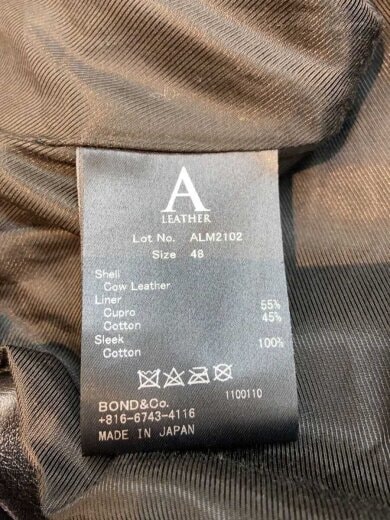 A
LEATHER
Lot No. ALM2102
Size 48
Shell
Cow Leather
Liner
Cupro 55%
Cotton 45%
Sleek
Cotton 100%
1100110
BOND&Co.
+816-6743-4116
MADE IN JAPAN